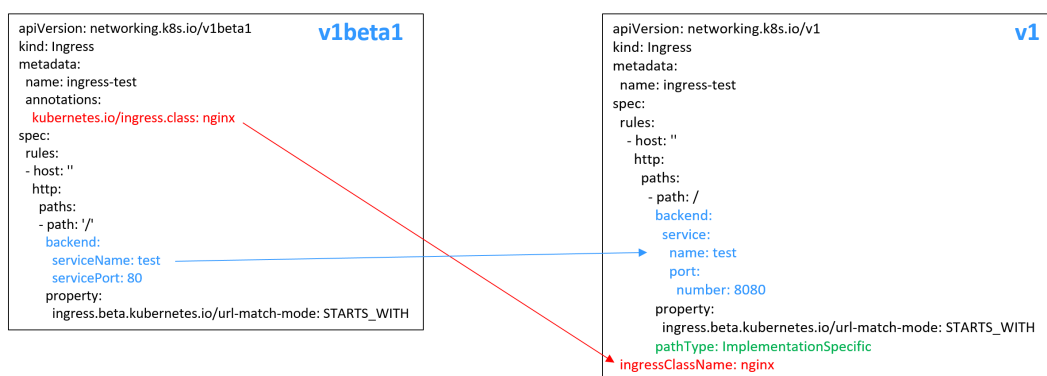 apiVersion: networking.k8s.io/v1beta1
v1beta1
kind: Ingress
metadata:
  name: ingress-test
  annotations:
    kubernetes.io/ingress.class: nginx
spec:
  rules:
  - host: ''
    http:
      paths:
      - path: '/'
        backend:
          serviceName: test
          servicePort: 80
        property:
          ingress.beta.kubernetes.io/url-match-mode: STARTS_WITH
apiVersion: networking.k8s.io/v1
v1
kind: Ingress
metadata:
  name: ingress-test
spec:
  rules:
    - host: ''
      http:
        paths:
          - path: /
            backend:
              service:
                name: test
                port:
                  number: 8080
            property:
              ingress.beta.kubernetes.io/url-match-mode: STARTS_WITH
            pathType: ImplementationSpecific
  ingressClassName: nginx